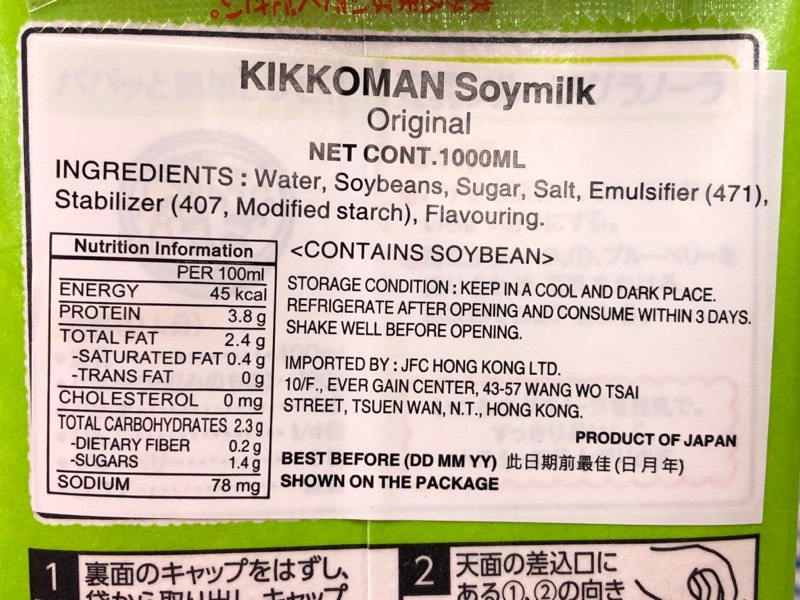 KIKKOMAN Soymilk
Original
NET CONT.1000ML
INGREDIENTS : Water, Soybeans, Sugar, Salt, Emulsifier (471),
Stabilizer (407, Modified starch), Flavouring.
Nutrition Information
PER 100ml
ENERGY 45 kcal
PROTEIN 3.8 g
TOTAL FAT 2.4 g
-SATURATED FAT 0.4 g
-TRANS FAT 0 g
CHOLESTEROL 0 mg
TOTAL CARBOHYDRATES 2.3 g
-DIETARY FIBER 0.2 g
-SUGARS 1.4 g
SODIUM 78 mg
<CONTAINS SOYBEAN>
STORAGE CONDITION : KEEP IN A COOL AND DARK PLACE.
REFRIGERATE AFTER OPENING AND CONSUME WITHIN 3 DAYS.
SHAKE WELL BEFORE OPENING.
IMPORTED BY : JFC HONG KONG LTD.
10/F., EVER GAIN CENTER, 43-57 WANG WO TSAI
STREET, TSUEN WAN, N.T., HONG KONG.
PRODUCT OF JAPAN
BEST BEFORE (DD MM YY) 此日期前最佳 (日月年)
SHOWN ON THE PACKAGE
1 裏面のキャップをはずし、
袋から取り出し、キャップ
2 天面の差込口に
ある①、②の向き